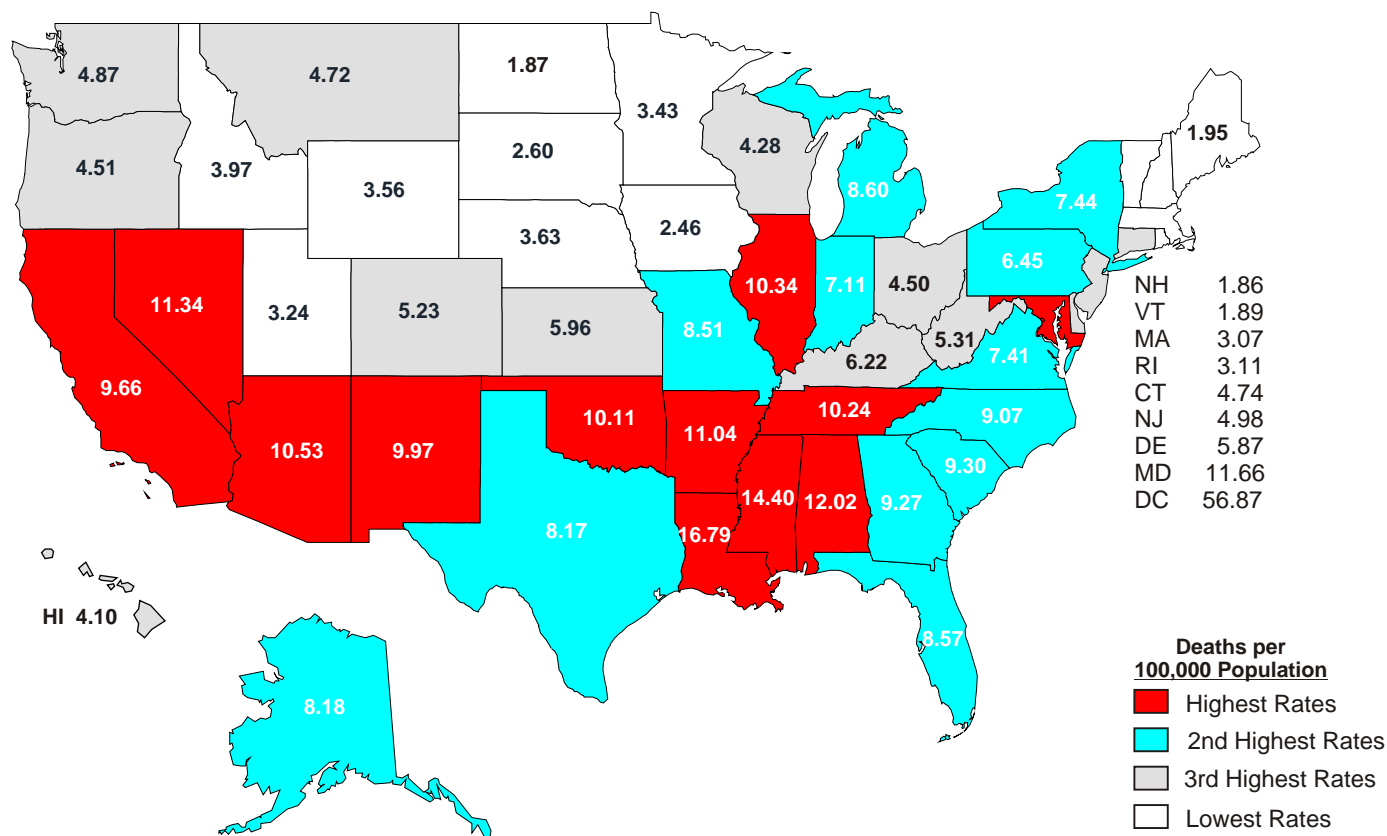 4.87
4.72
1.87
3.43
4.51
3.97
3.56
2.60
4.28
8.60
1.95
7.44
3.63
2.46
6.45
11.34
3.24
5.23
5.96
8.51
10.34
7.11
4.50
5.31
6.22
7.41
9.66
10.53
9.97
10.11
11.04
10.24
9.07
9.30
14.40
12.02
9.27
16.79
8.17
8.57
HI 4.10
8.18
NH 1.86
VT 1.89
MA 3.07
RI 3.11
CT 4.74
NJ 4.98
DE 5.87
MD 11.66
DC 56.87
Deaths per
100,000 Population
Highest Rates
2nd Highest Rates
3rd Highest Rates
Lowest Rates